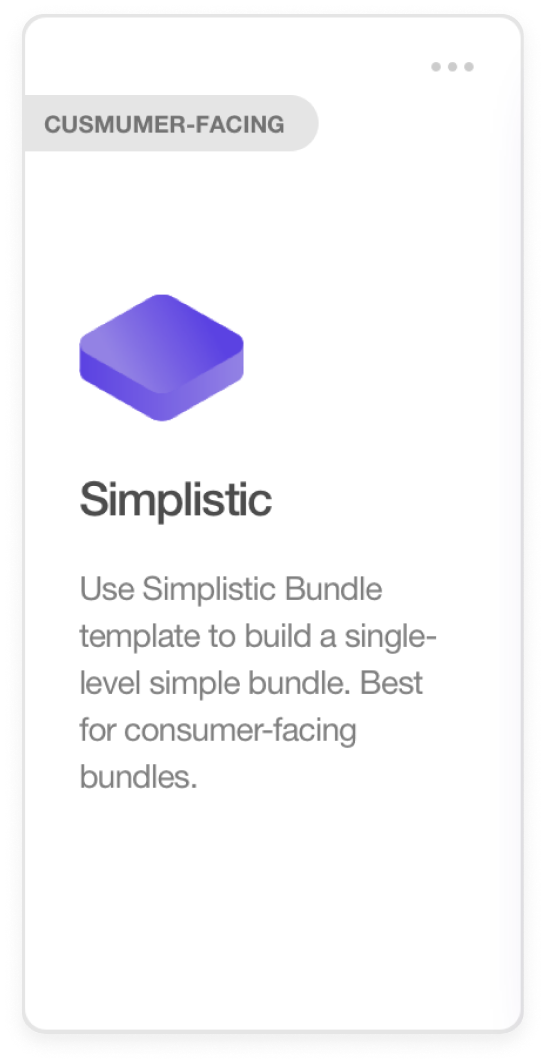 CUSMUMER-FACING
Simplistic
Use Simplistic Bundle
template to build a single-
level simple bundle. Best
for consumer-facing
bundles.